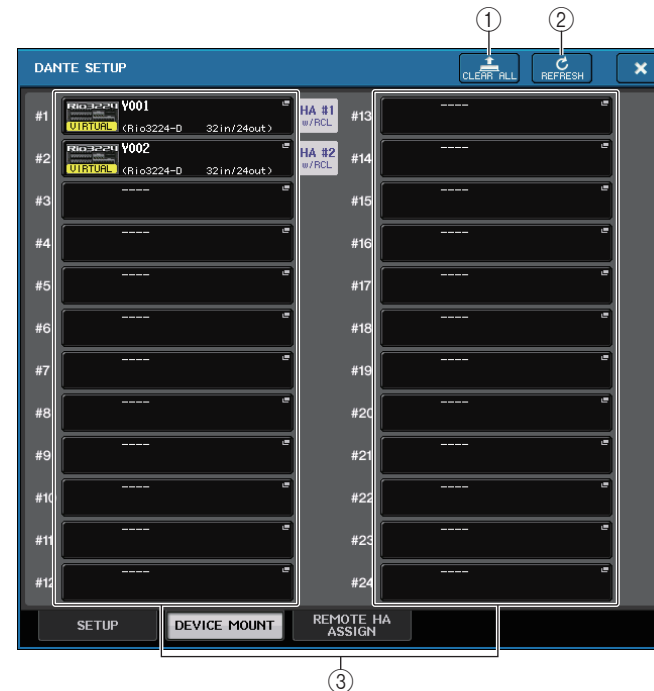 ① ②
DANTE SETUP CLEAR ALL REFRESH ×
#1 Rio3224 VIRTUAL Y001 (Rio3224-D 32in/24out) HA #1 w/RCL #13 ----
#2 Rio3224 VIRTUAL Y002 (Rio3224-D 32in/24out) HA #2 w/RCL #14 ----
#3 ---- #15 ----
#4 ---- #16 ----
#5 ---- #17 ----
#6 ---- #18 ----
#7 ---- #19 ----
#8 ---- #20 ----
#9 ---- #21 ----
#10 ---- #22 ----
#11 ---- #23 ----
#12 ---- #24 ----
SETUP DEVICE MOUNT REMOTE HA ASSIGN
③